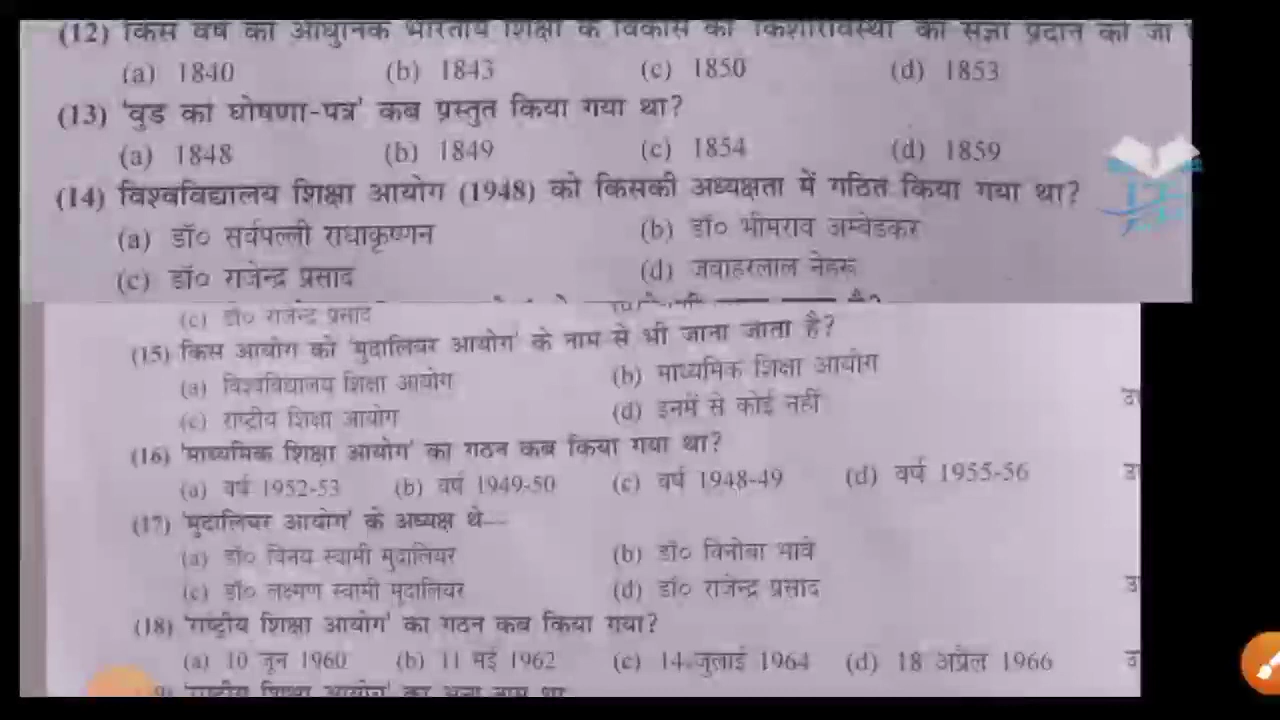 (12) किस वर्ष को आधुनिक भारतीय शिक्षा के विकास की किशोरावस्था की संज्ञा प्रदान की जा
(a) 1840 (b) 1843 (c) 1850 (d) 1853
(13) 'वुड का घोषणा-पत्र' कब प्रस्तुत किया गया था?
(a) 1848 (b) 1849 (c) 1854 (d) 1859
(14) विश्वविद्यालय शिक्षा आयोग (1948) को किसकी अध्यक्षता में गठित किया गया था?
(a) डॉ० सर्वपल्ली राधाकृष्णन (b) डॉ० भीमराव अम्बेडकर
(c) डॉ० राजेन्द्र प्रसाद (d) जवाहरलाल नेहरू
(c) डॉ० राजेन्द्र प्रसाद
(15) किस आयोग को 'मुदालियर आयोग' के नाम से भी जाना जाता है?
(a) विश्वविद्यालय शिक्षा आयोग (b) माध्यमिक शिक्षा आयोग
(c) राष्ट्रीय शिक्षा आयोग (d) इनमें से कोई नहीं
(16) 'माध्यमिक शिक्षा आयोग' का गठन कब किया गया था?
(a) वर्ष 1952-53 (b) वर्ष 1949-50 (c) वर्ष 1948-49 (d) वर्ष 1955-56
(17) 'मुदालियर आयोग' के अध्यक्ष थे—
(a) डॉ० विनय स्वामी मुदालियर (b) डॉ० विनोबा भावे
(c) डॉ० लक्ष्मण स्वामी मुदालियर (d) डॉ० राजेन्द्र प्रसाद
(18) 'राष्ट्रीय शिक्षा आयोग' का गठन कब किया गया?
(a) 10 जून 1960 (b) 11 मई 1962 (c) 14 जुलाई 1964 (d) 18 अप्रैल 1966
'राष्ट्रीय शिक्षा आयोग' का अन्य नाम था